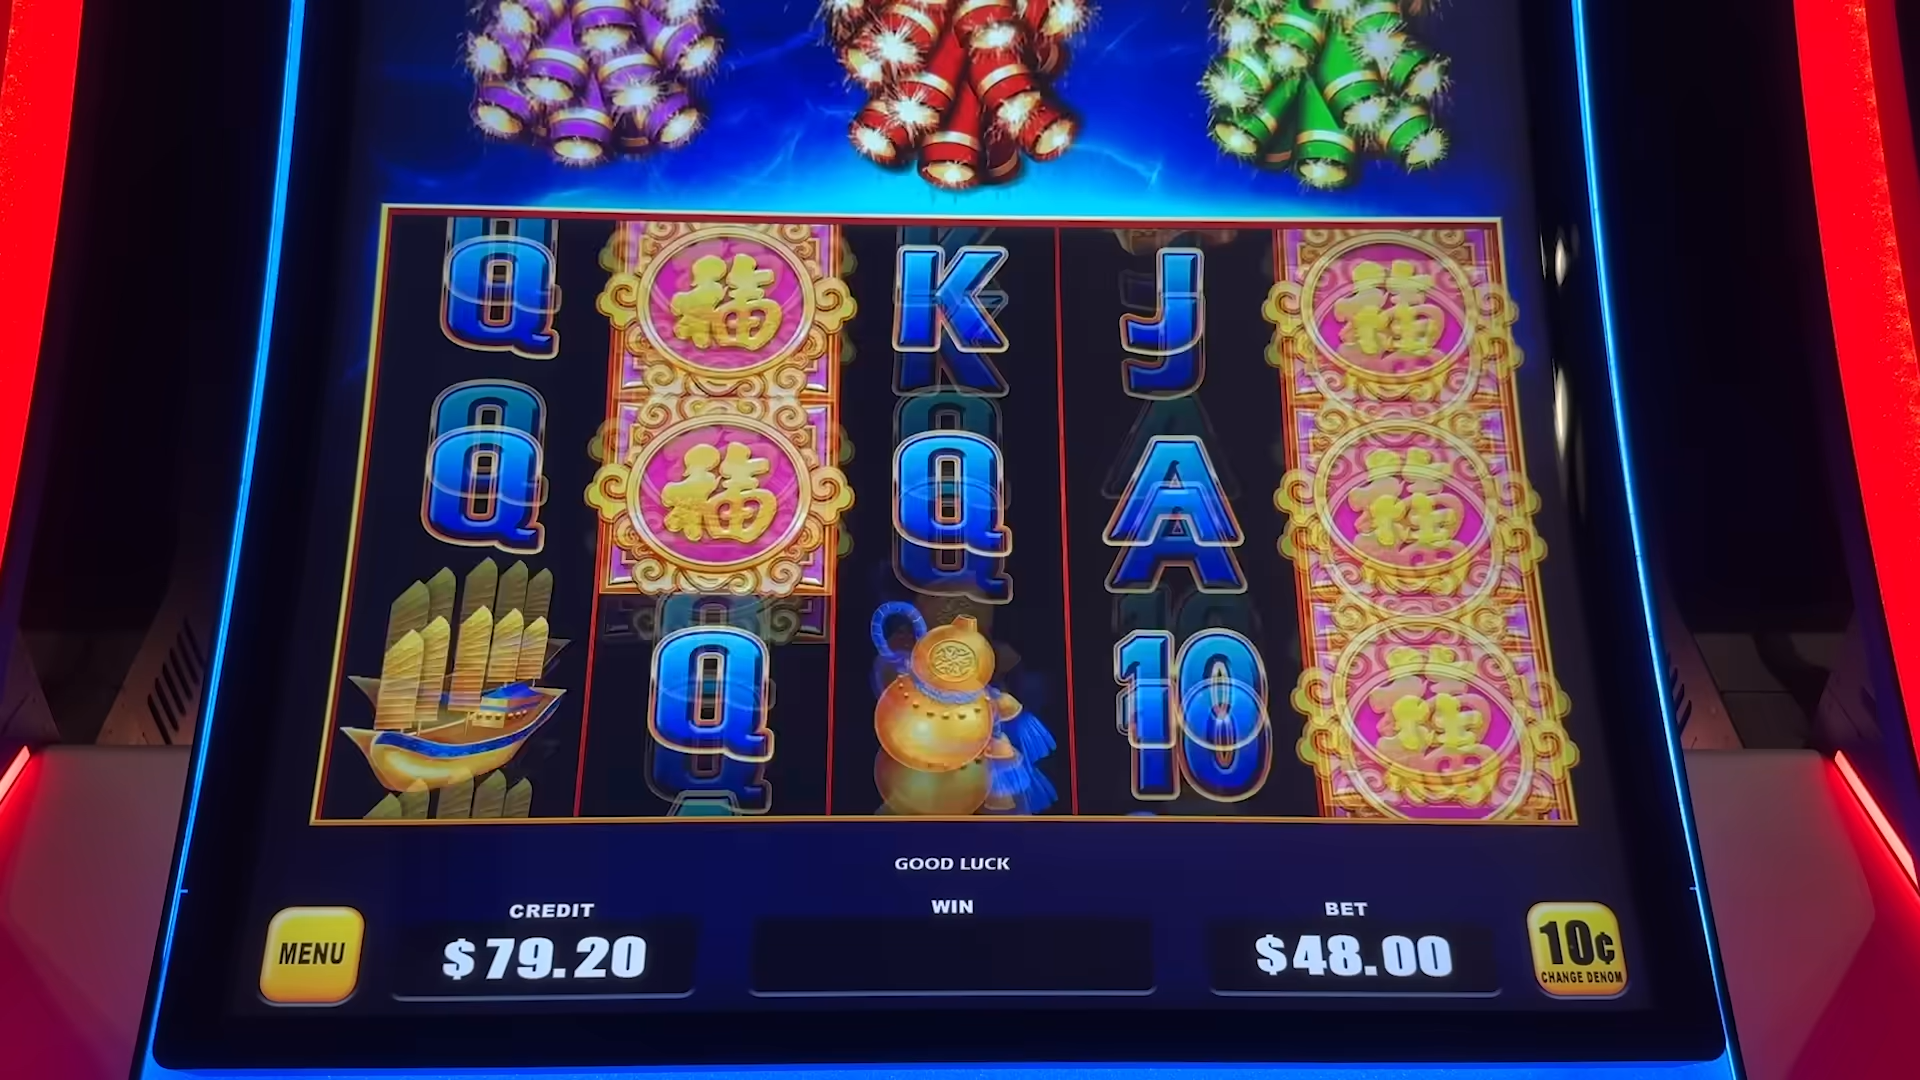 Q 福 K J 福
Q 福 Q A 福
Q 10 福
GOOD LUCK
CREDIT WIN BET
MENU $79.20 $48.00 10¢
CHANGE DENOM